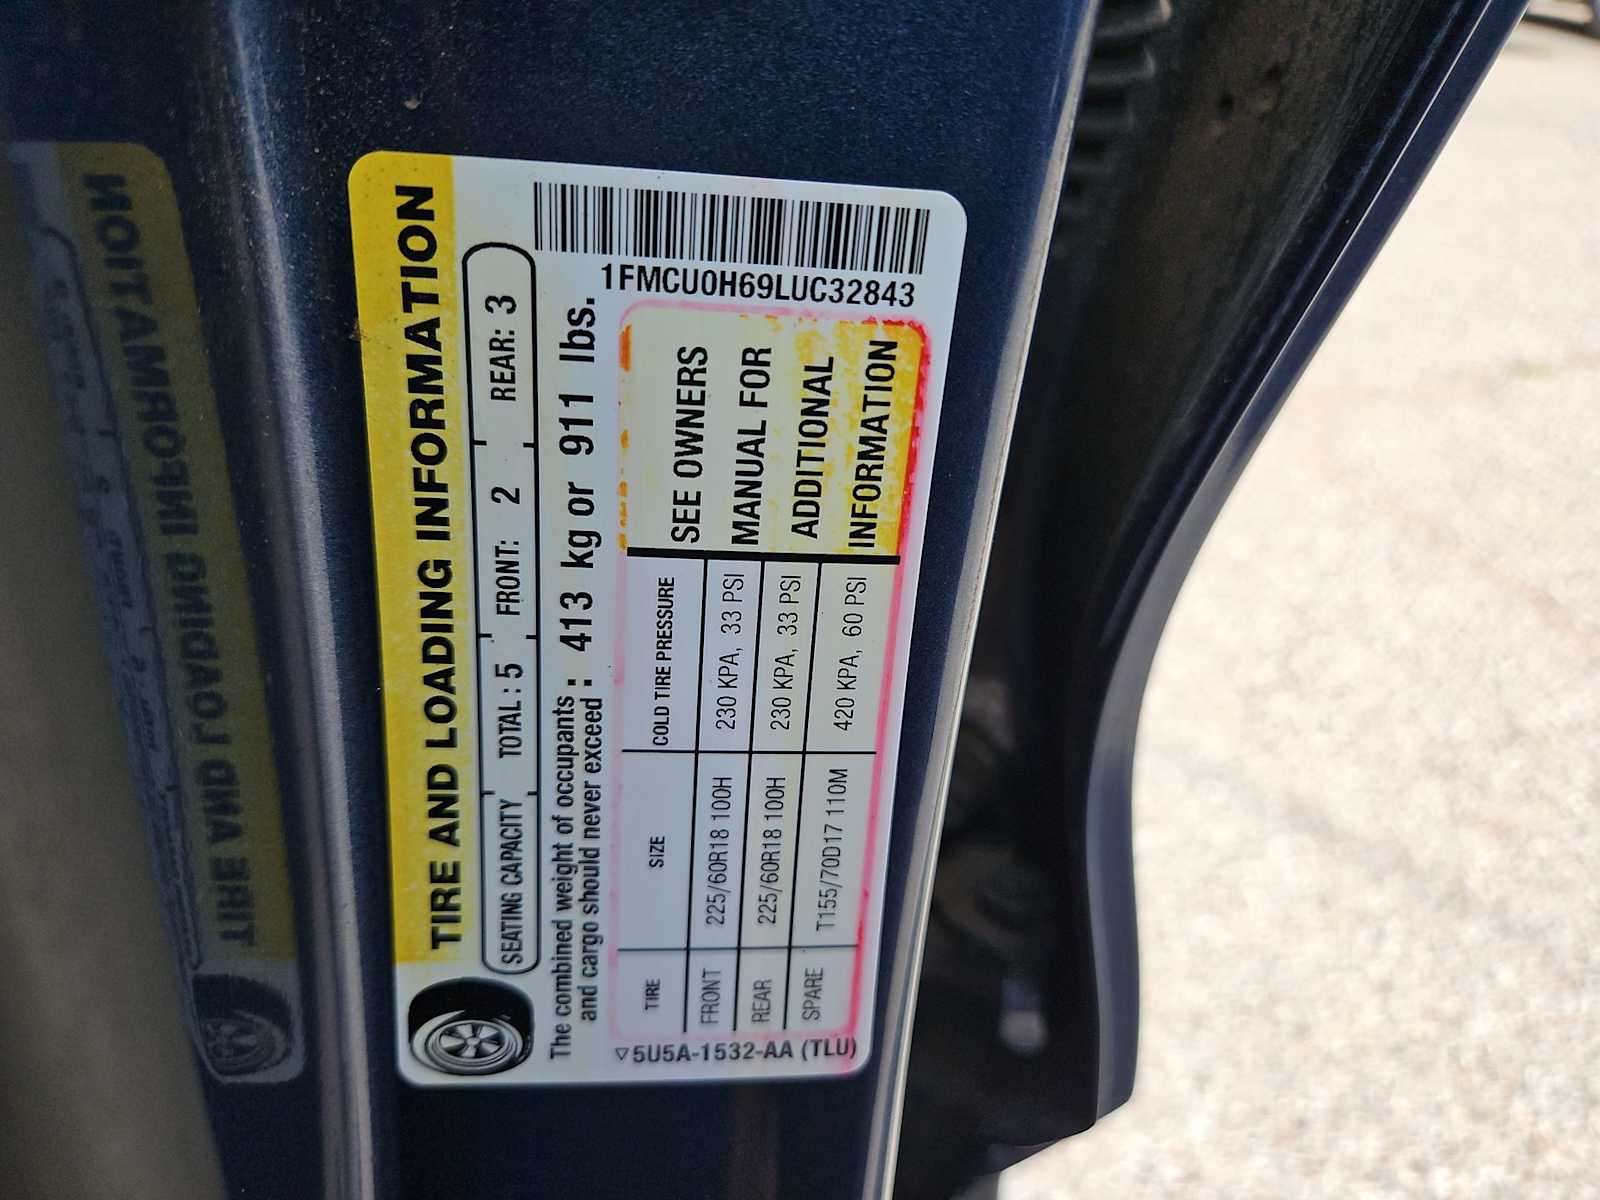 TIRE AND LOADING INFORMATION
SEATING CAPACITY TOTAL : 5 FRONT: 2 REAR: 3
The combined weight of occupants
and cargo should never exceed : 413 kg or 911 lbs.
TIRE SIZE COLD TIRE PRESSURE
FRONT 225/60R18 100H 230 KPA, 33 PSI
REAR 225/60R18 100H 230 KPA, 33 PSI
SPARE T155/70D17 110M 420 KPA, 60 PSI
SEE OWNERS
MANUAL FOR
ADDITIONAL
INFORMATION
5U5A-1532-AA (TLU)
1FMCU0H69LUC32843
TIRE AND LOADING INFORMATION